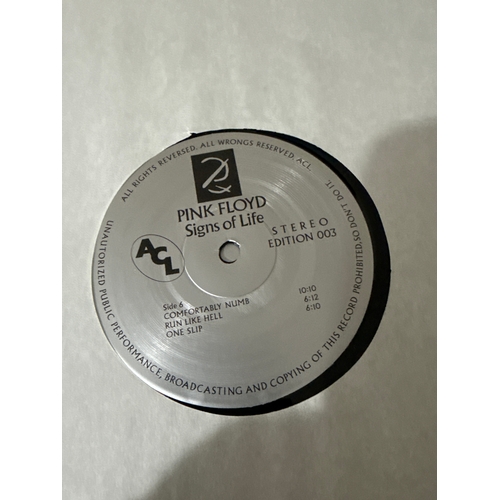 ALL RIGHTS REVERSED. ALL WRONGS RESERVED. ACL
PINK FLOYD
Signs of Life
STEREO
EDITION 003
ACL
Side 6
COMFORTABLY NUMB 10:10
RUN LIKE HELL 6:12
ONE SLIP 6:10
UNAUTHORIZED PUBLIC PERFORMANCE, BROADCASTING AND COPYING OF THIS RECORD PROHIBITED, SO DON'T DO IT.